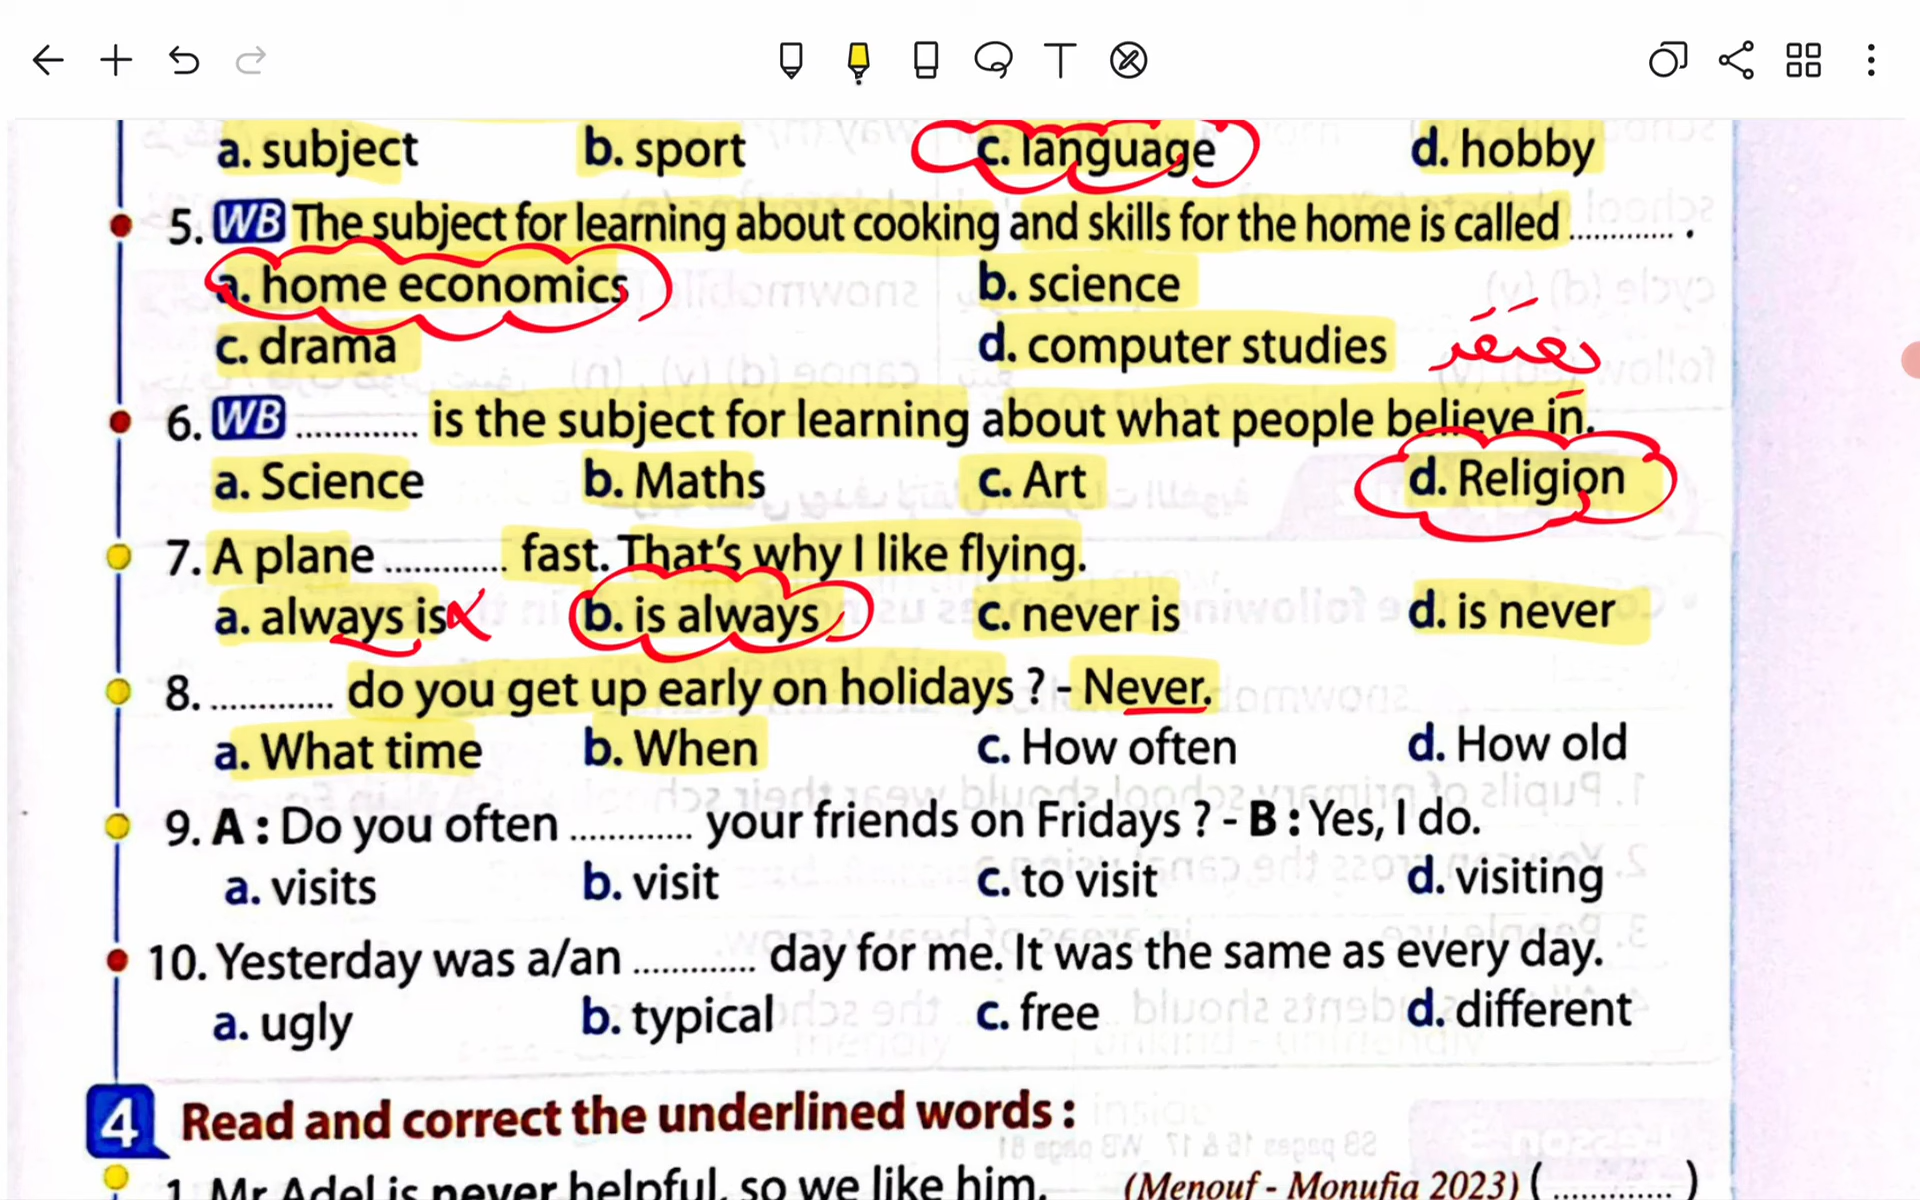 a. subject b. sport c. language d. hobby
5. WB The subject for learning about cooking and skills for the home is called ............ .
a. home economics b. science
c. drama d. computer studies
6. WB ............ is the subject for learning about what people believe in.
a. Science b. Maths c. Art d. Religion
7. A plane ............ fast. That's why I like flying.
a. always is b. is always c. never is d. is never
8. ............ do you get up early on holidays ? - Never.
a. What time b. When c. How often d. How old
9. A : Do you often ............ your friends on Fridays ? - B : Yes, I do.
a. visits b. visit c. to visit d. visiting
10. Yesterday was a/an ............ day for me. It was the same as every day.
a. ugly b. typical c. free d. different
4 Read and correct the underlined words :
1. Mr Adel is never helpful, so we like him. (Menouf - Monufia 2023) (............)